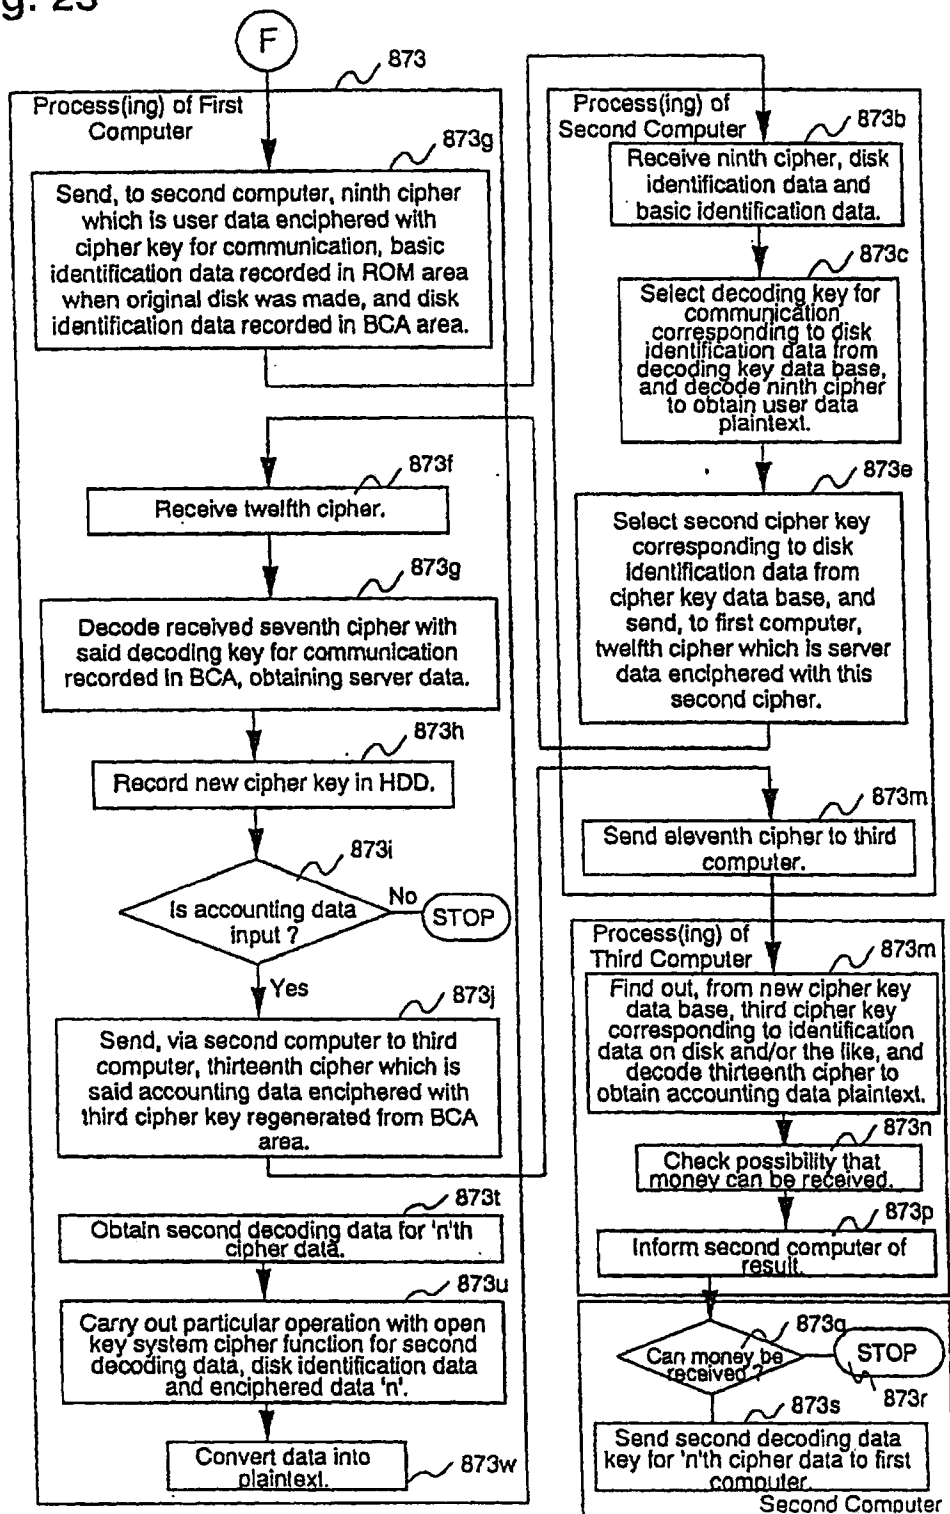 g. 23
F
873
Process(ing) of First
Computer
873g
Send, to second computer, ninth cipher
which is user data enciphered with
cipher key for communication, basic
identification data recorded in ROM area
when original disk was made, and disk
identification data recorded in BCA area.
873f
Receive twelfth cipher.
873g
Decode received seventh cipher with
said decoding key for communication
recorded in BCA, obtaining server data.
873h
Record new cipher key in HDD.
873i
Is accounting data
input ?
No
STOP
Yes
873j
Send, via second computer to third
computer, thirteenth cipher which is
said accounting data enciphered with
third cipher key regenerated from BCA
area.
873t
Obtain second decoding data for 'n'th
cipher data.
873u
Carry out particular operation with open
key system cipher function for second
decoding data, disk identification data
and enciphered data 'n'.
Convert data into
plaintext.
873w
Process(ing) of
Second Computer
873b
Receive ninth cipher, disk
identification data and
basic identification data.
873c
Select decoding key for
communication
corresponding to disk
identification data from
decoding key data base,
and decode ninth cipher
to obtain user data
plaintext.
873e
Select second cipher key
corresponding to disk
identification data from
cipher key data base, and
send, to first computer,
twelfth cipher which is server
data enciphered with this
second cipher.
873m
Send eleventh cipher to third
computer.
Process(ing) of
Third Computer
873m
Find out, from new cipher key
data base, third cipher key
corresponding to identification
data on disk and/or the like, and
decode thirteenth cipher to
obtain accounting data plaintext.
873n
Check possibility that
money can be received.
873p
Inform second computer of
result.
873q
Can money be
received ?
STOP
873r
873s
Send second decoding data
key for 'n'th cipher data to first
computer.
Second Computer